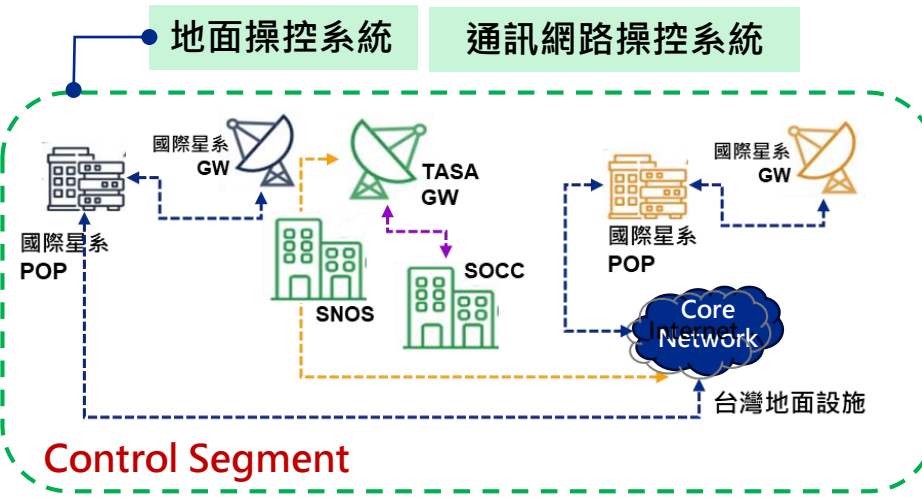 地面操控系統
通訊網路操控系統
國際星系
GW
TASA
GW
國際星系
GW
國際星系
POP
SNOS
SOCC
國際星系
POP
Core
Internet
Network
台灣地面設施
Control Segment